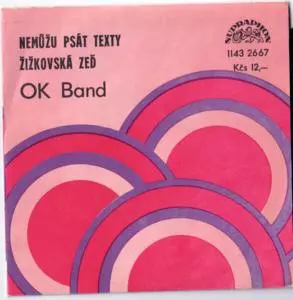 NEMŮŽU PSÁT TEXTY
ŽIŽKOVSKÁ ZEĎ
OK Band
SUPRAPHON
1143 2667
Kčs 12,—